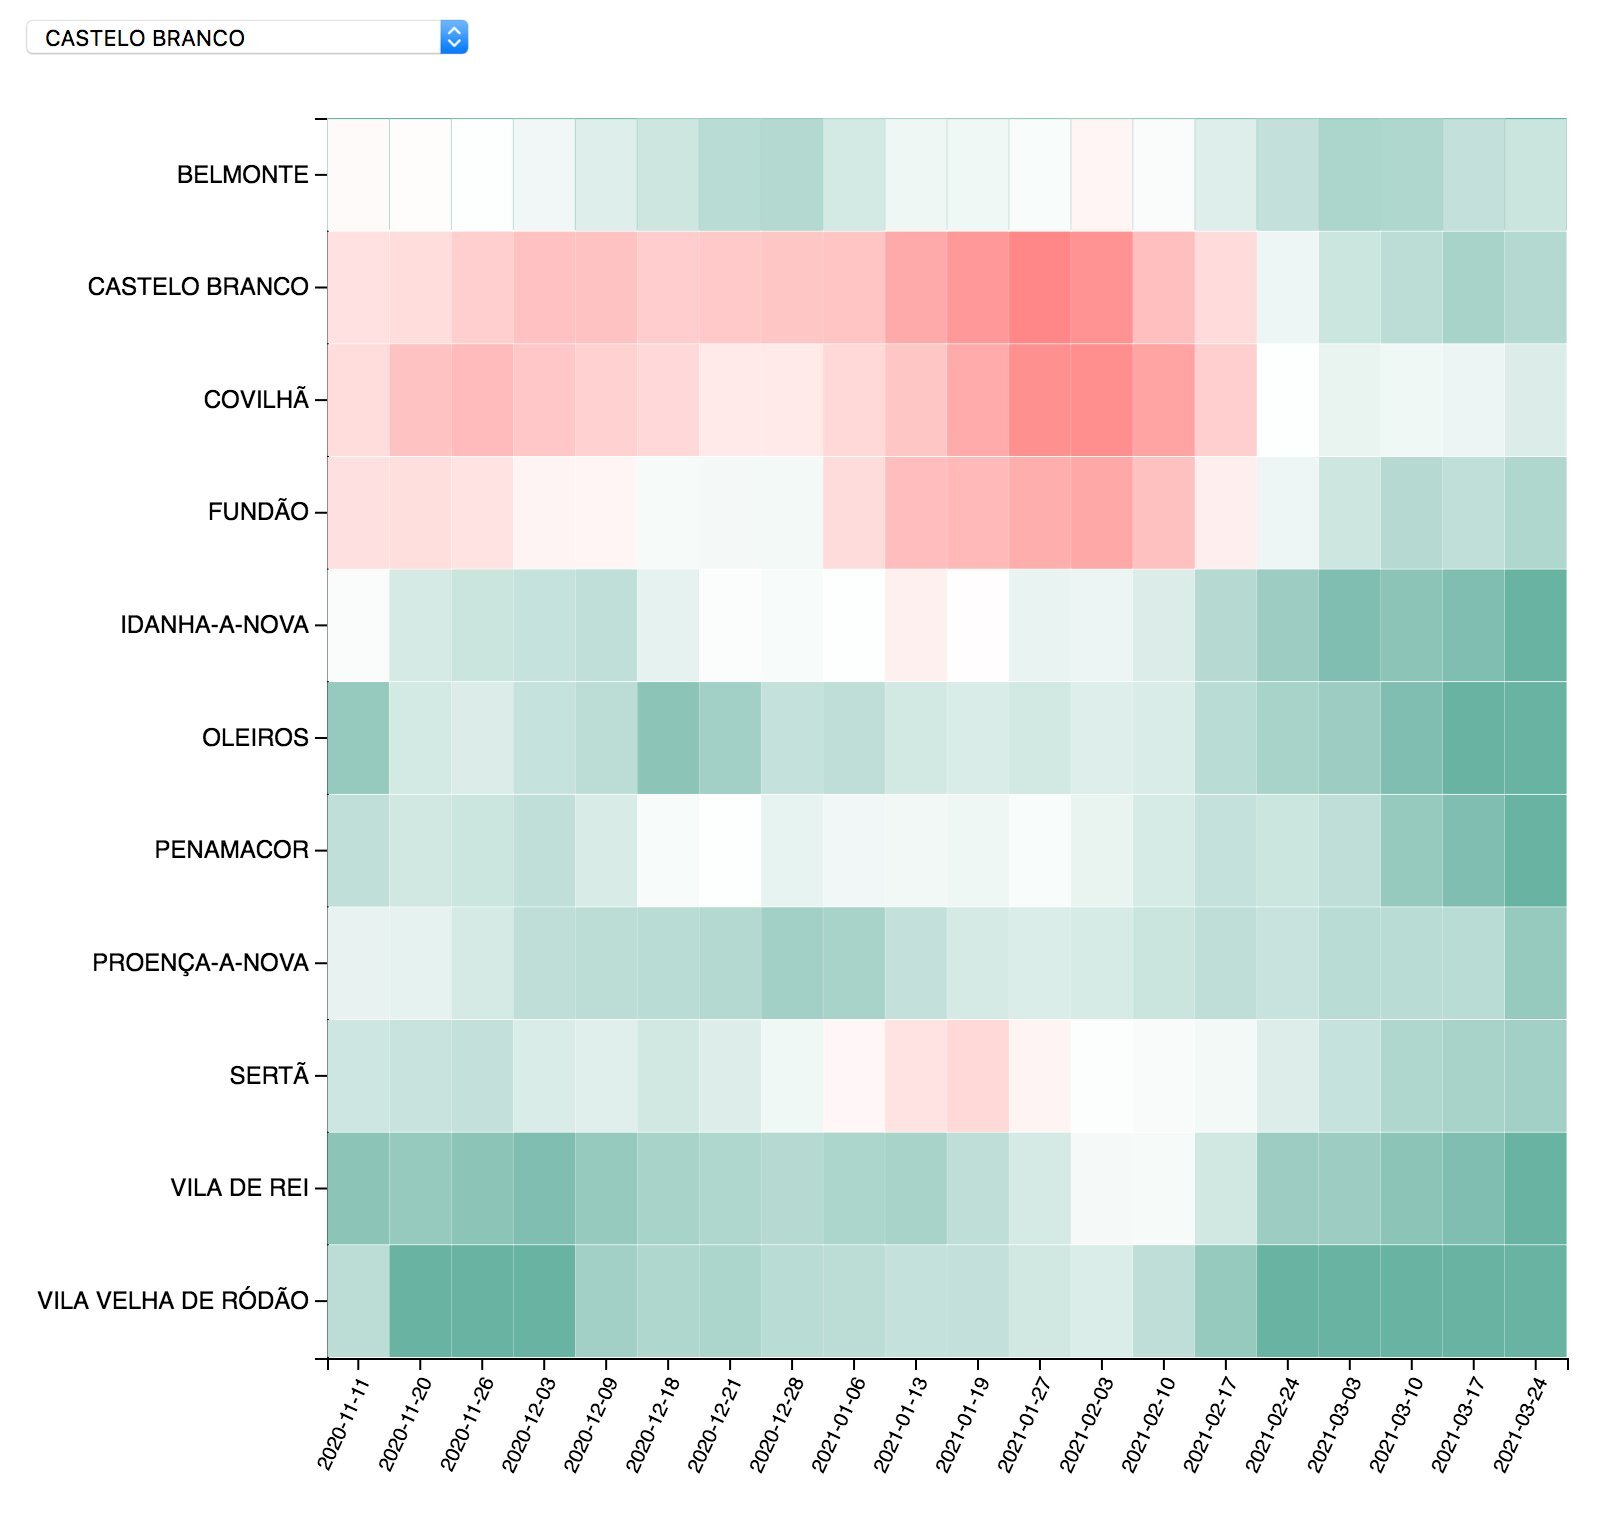 CASTELO BRANCO
BELMONTE
CASTELO BRANCO
COVILHÃ
FUNDÃO
IDANHA-A-NOVA
OLEIROS
PENAMACOR
PROENÇA-A-NOVA
SERTÃ
VILA DE REI
VILA VELHA DE RÓDÃO
2020-11-11
2020-11-20
2020-11-26
2020-12-03
2020-12-09
2020-12-18
2020-12-21
2020-12-28
2021-01-06
2021-01-13
2021-01-19
2021-01-27
2021-02-03
2021-02-10
2021-02-17
2021-02-24
2021-03-03
2021-03-10
2021-03-17
2021-03-24